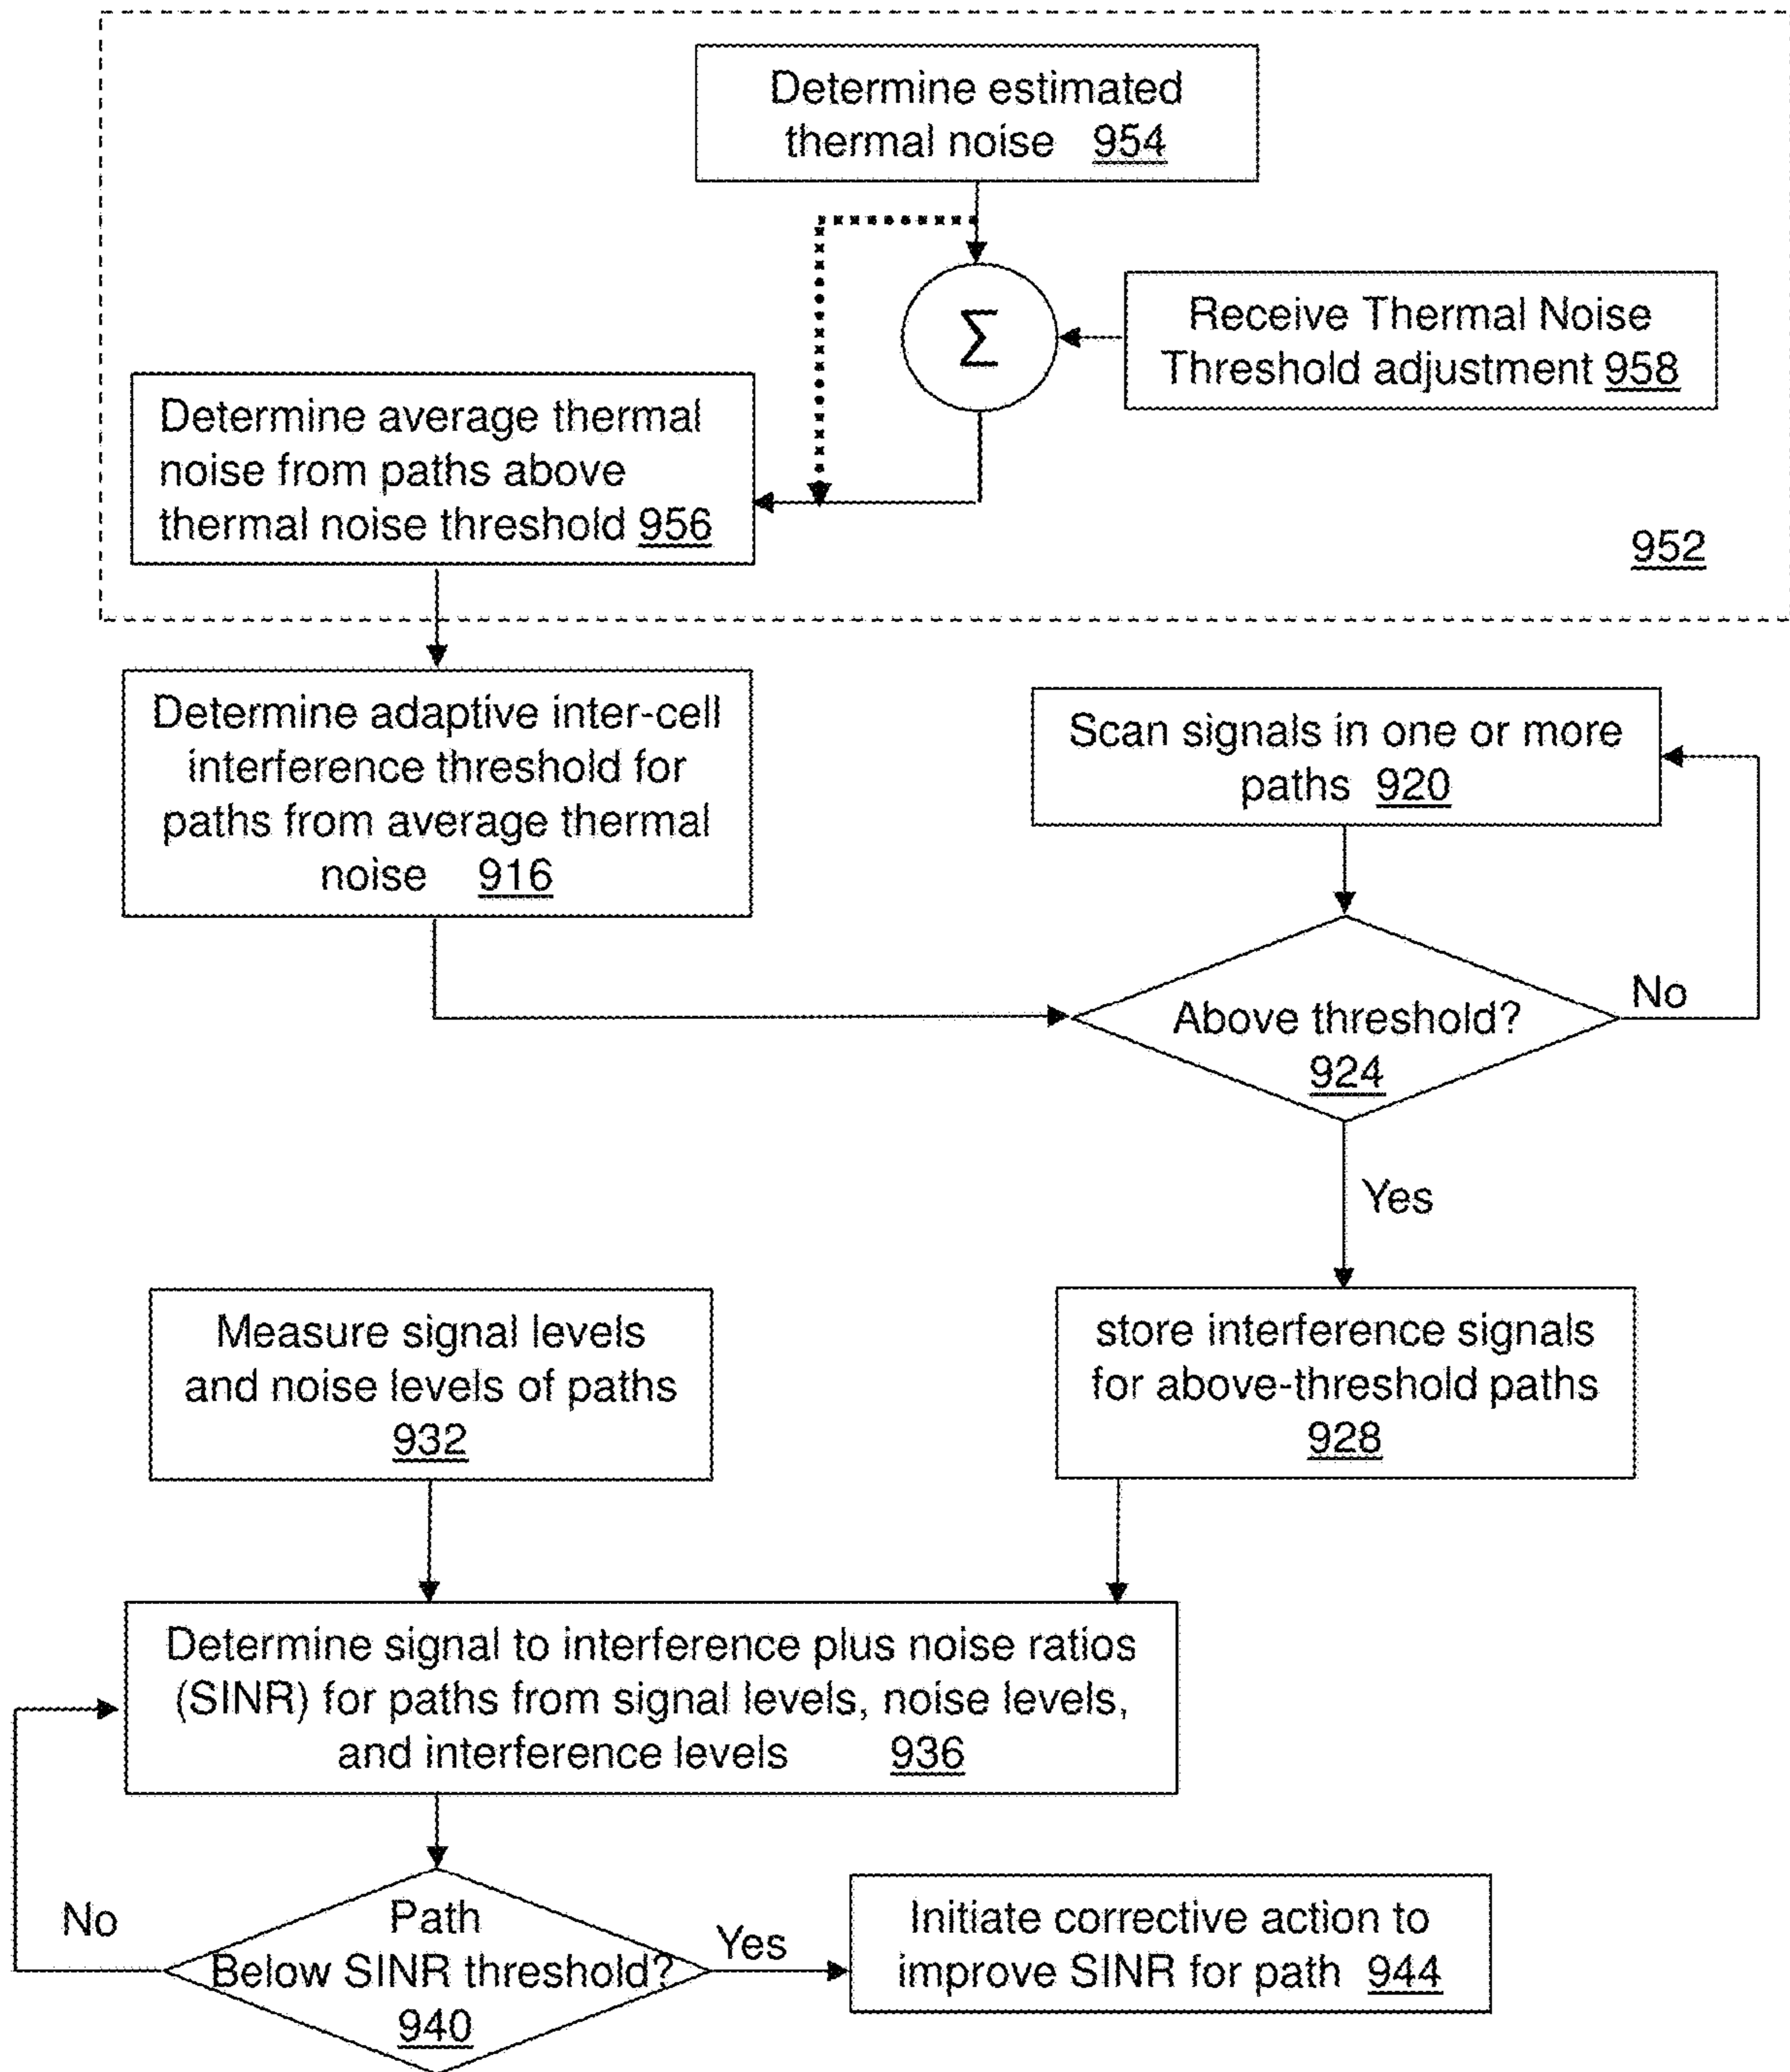 Determine estimated
thermal noise 954
Σ
Receive Thermal Noise
Threshold adjustment 958
Determine average thermal
noise from paths above
thermal noise threshold 956
952
Determine adaptive inter-cell
interference threshold for
paths from average thermal
noise 916
Scan signals in one or more
paths 920
Above threshold?
924
No
Yes
Measure signal levels
and noise levels of paths
932
store interference signals
for above-threshold paths
928
Determine signal to interference plus noise ratios
(SINR) for paths from signal levels, noise levels,
and interference levels 936
No
Path
Below SINR threshold?
940
Yes
Initiate corrective action to
improve SINR for path 944